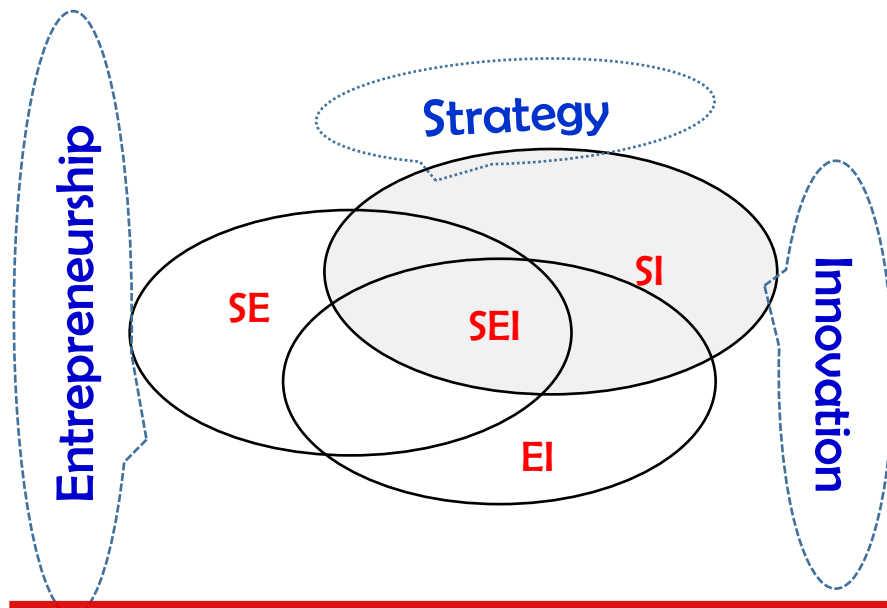 Strategy
Entrepreneurship
Innovation
SI
SE
SEI
EI